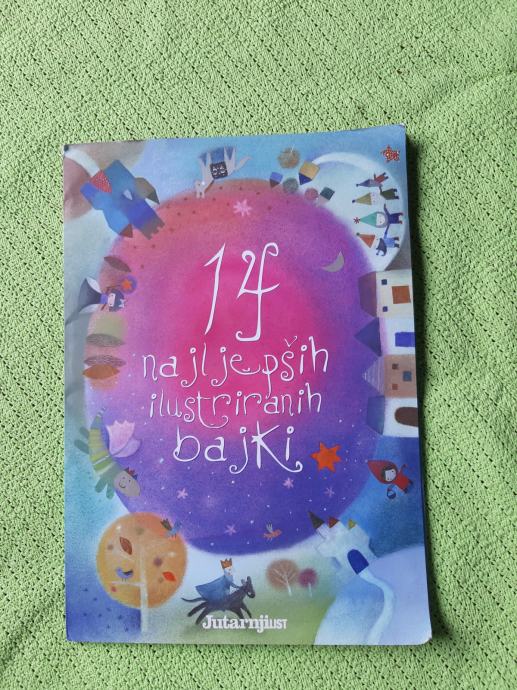 14
najljepših
ilustriranih
bajki
Jutarnji LIST